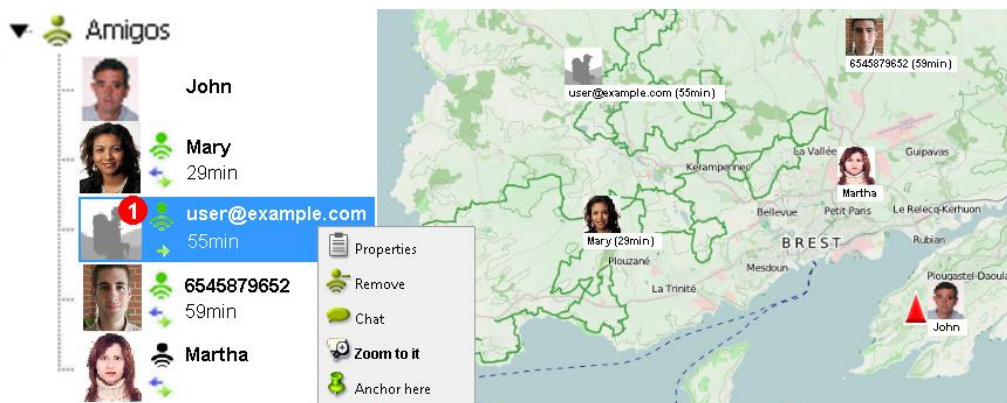 Amigos
John
Mary
29min
1
user@example.com
55min
6545879652
59min
Martha
Properties
Remove
Chat
Zoom to it
Anchor here
6545879652 (59min)
user@example.com (55min)
La Vallée
Guipavas
Kerampennec
Martha
Bellevue
Petit Paris
Le Relecq-Kerhuon
Mary (29min)
BREST
Rubian
Plouzané
Mesdoun
Plougastel-Daoula
La Trinité
John